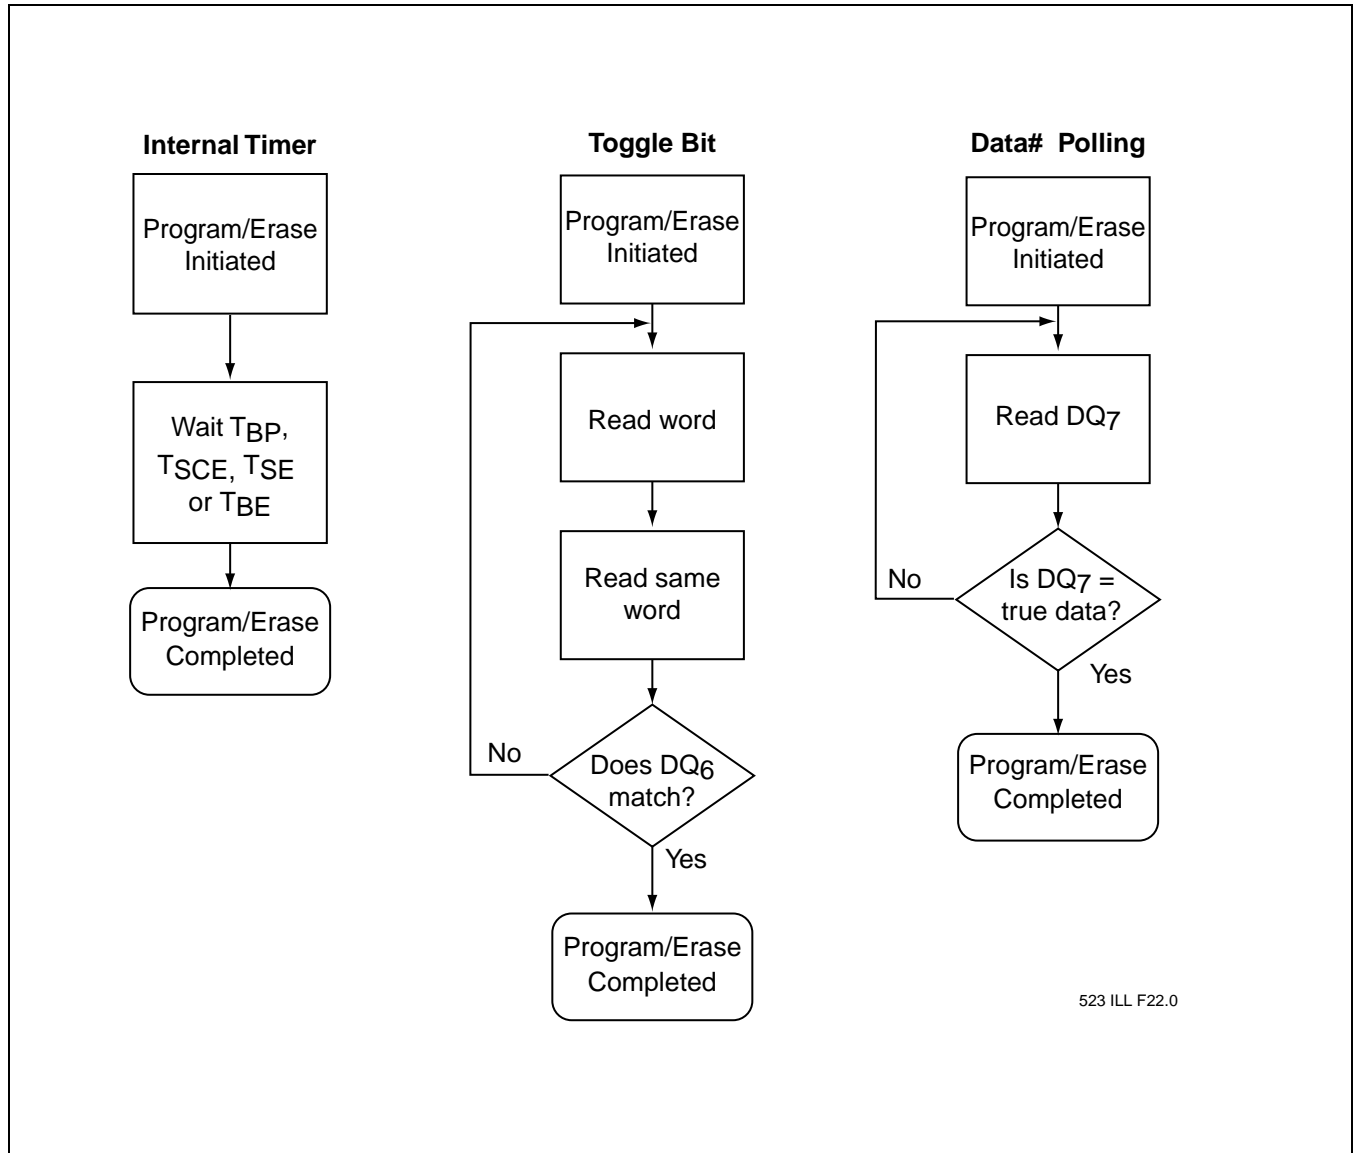 Internal Timer
Program/Erase
Initiated
Wait TBP,
TSCE, TSE
or TBE
Program/Erase
Completed
Toggle Bit
Program/Erase
Initiated
Read word
Read same
word
No
Does DQ6
match?
Yes
Program/Erase
Completed
Data# Polling
Program/Erase
Initiated
Read DQ7
No
Is DQ7 =
true data?
Yes
Program/Erase
Completed
523 ILL F22.0